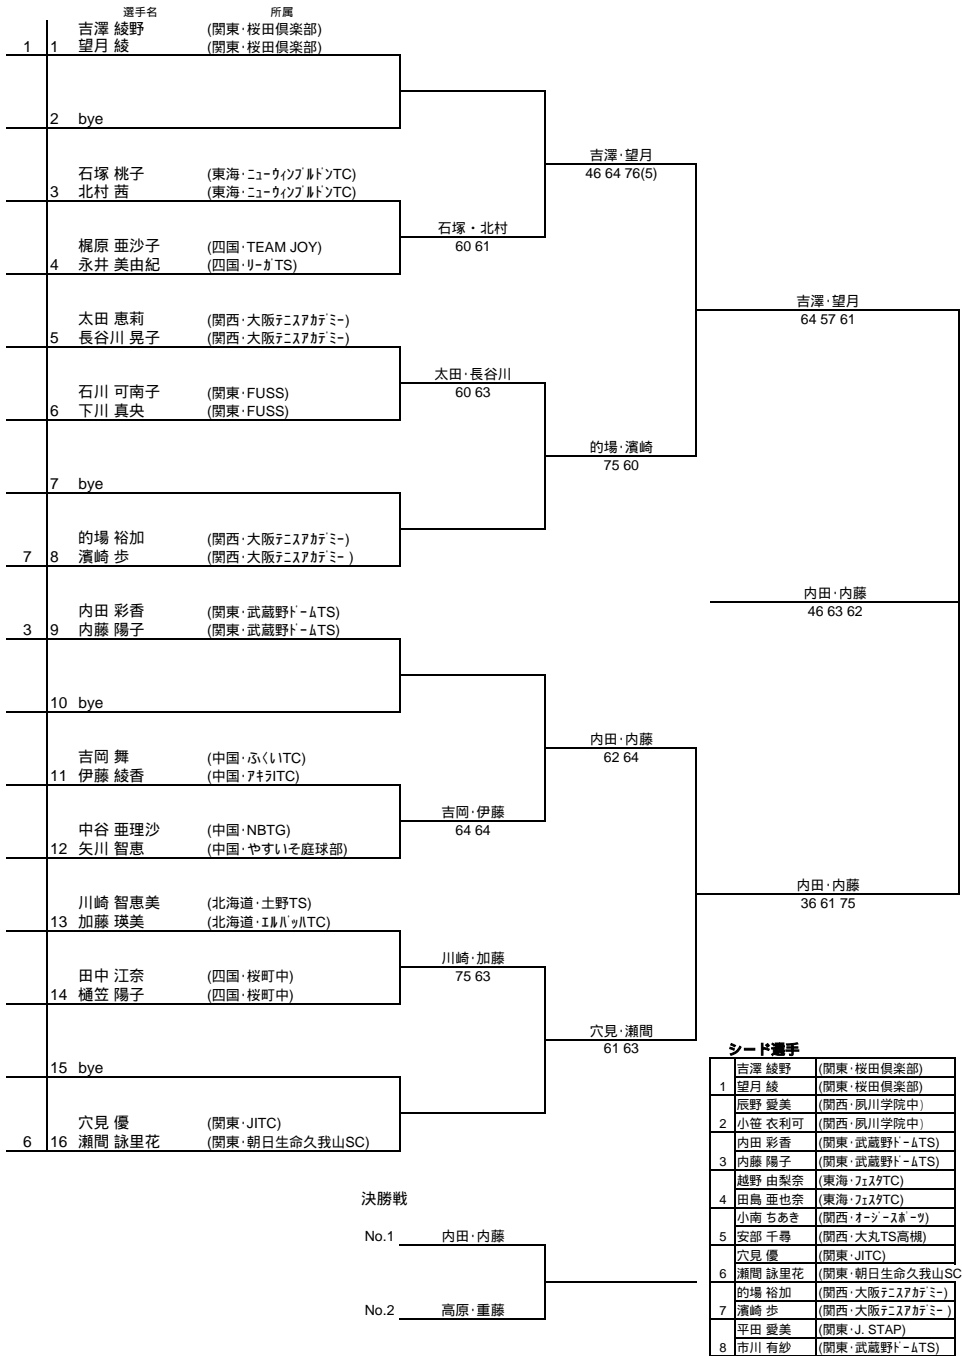 選手名 所属
吉澤 綾野 (関東･桜田倶楽部)
1 1 望月 綾 (関東･桜田倶楽部)
2 bye
吉澤･望月
石塚 桃子 (東海･ニューウィンブルドンTC) 46 64 76(5)
3 北村 茜 (東海･ニューウィンブルドンTC)
石塚・北村
梶原 亜沙子 (四国･TEAM JOY) 60 61
4 永井 美由紀 (四国･リーガTS)
吉澤･望月
太田 恵莉 (関西･大阪テニスアカデミー) 64 57 61
5 長谷川 晃子 (関西･大阪テニスアカデミー)
太田･長谷川
石川 可南子 (関東･FUSS) 60 63
6 下川 真央 (関東･FUSS)
的場･濱崎
75 60
7 bye
的場 裕加 (関西･大阪テニスアカデミー)
7 8 濱崎 歩 (関西･大阪テニスアカデミー )
内田･内藤
内田 彩香 (関東･武蔵野ドームTS) 46 63 62
3 9 内藤 陽子 (関東･武蔵野ドームTS)
10 bye
内田･内藤
吉岡 舞 (中国･ふくいTC) 62 64
11 伊藤 綾香 (中国･アキラITC)
吉岡･伊藤
中谷 亜理沙 (中国･NBTG) 64 64
12 矢川 智恵 (中国･やすいそ庭球部)
内田･内藤
川崎 智恵美 (北海道･土野TS) 36 61 75
13 加藤 瑛美 (北海道･エルパッハTC)
川崎･加藤
田中 江奈 (四国･桜町中) 75 63
14 樋笠 陽子 (四国･桜町中)
穴見･瀬間
61 63
15 bye
穴見 優 (関東･JITC)
6 16 瀬間 詠里花 (関東･朝日生命久我山SC)
シード選手
吉澤 綾野 (関東･桜田倶楽部)
1 望月 綾 (関東･桜田倶楽部)
辰野 愛美 (関西･夙川学院中)
2 小笹 衣利可 (関西･夙川学院中)
内田 彩香 (関東･武蔵野ドームTS)
3 内藤 陽子 (関東･武蔵野ドームTS)
越野 由梨奈 (東海･フェスタTC)
4 田島 亜也奈 (東海･フェスタTC)
小南 ちあき (関西･オージースポーツ)
5 安部 千尋 (関西･大丸TS高槻)
穴見 優 (関東･JITC)
6 瀬間 詠里花 (関東･朝日生命久我山SC
的場 裕加 (関西･大阪テニスアカデミー)
7 濱崎 歩 (関西･大阪テニスアカデミー )
平田 愛美 (関東･J. STAP)
8 市川 有紗 (関東･武蔵野ドームTS)
決勝戦
No.1 内田･内藤
No.2 高原･重藤